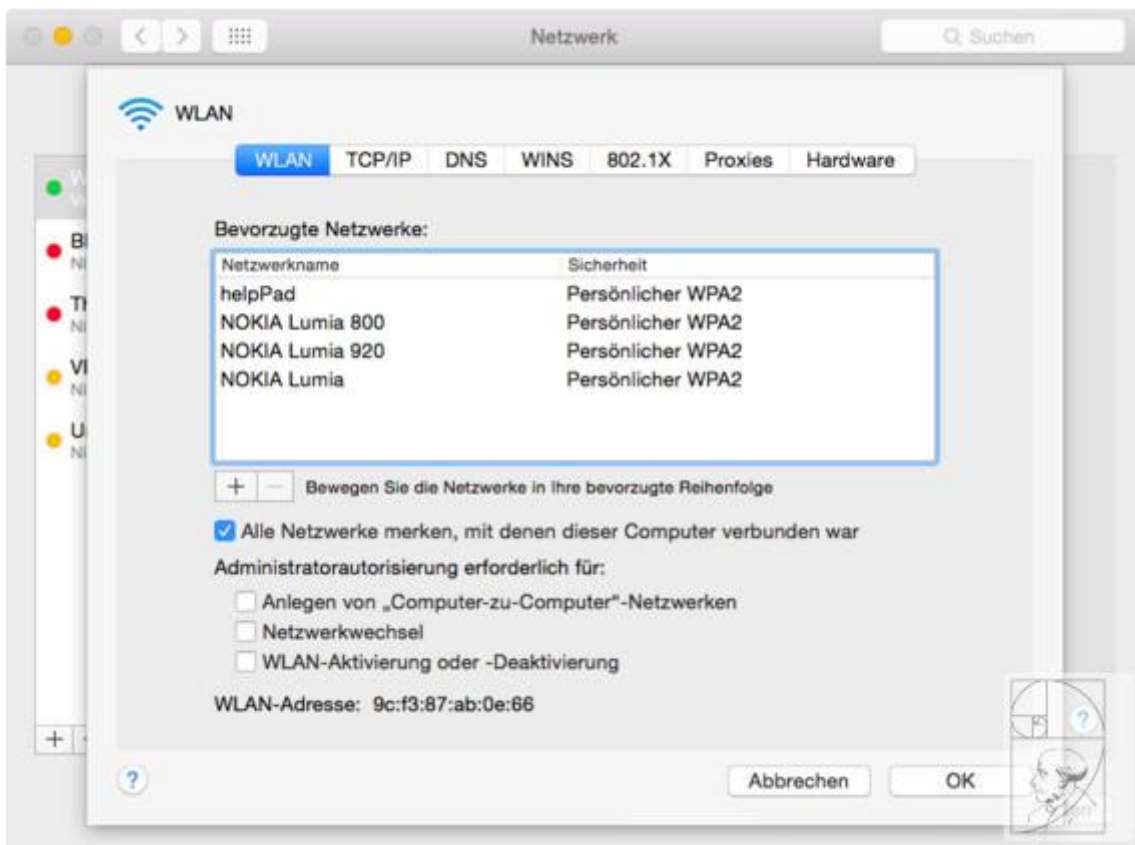 Netzwerk
Suchen
WLAN
WLAN TCP/IP DNS WINS 802.1X Proxies Hardware
Bevorzugte Netzwerke:
Netzwerkname Sicherheit
helpPad Persönlicher WPA2
NOKIA Lumia 800 Persönlicher WPA2
NOKIA Lumia 920 Persönlicher WPA2
NOKIA Lumia Persönlicher WPA2
+ − Bewegen Sie die Netzwerke in Ihre bevorzugte Reihenfolge
Alle Netzwerke merken, mit denen dieser Computer verbunden war
Administratorautorisierung erforderlich für:
Anlegen von „Computer-zu-Computer“-Netzwerken
Netzwerkwechsel
WLAN-Aktivierung oder -Deaktivierung
WLAN-Adresse: 9c:f3:87:ab:0e:66
+
? Abbrechen OK
?